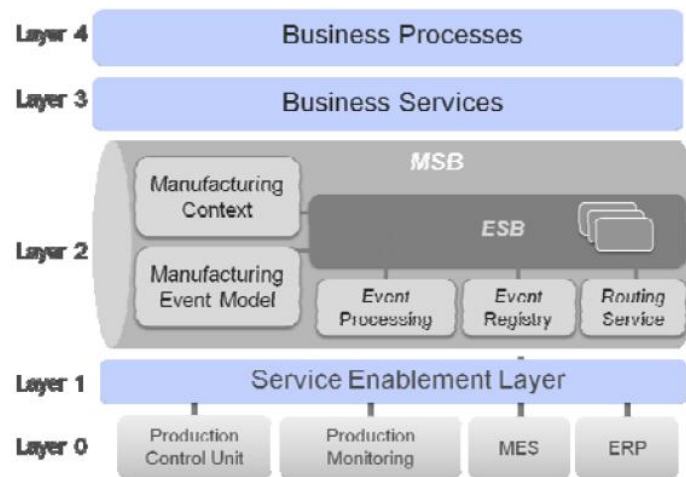 Layer 4
Business Processes
Layer 3
Business Services
MSB
Manufacturing
Context
ESB
Layer 2
Manufacturing
Event Model
Event
Processing
Event
Registry
Routing
Service
Layer 1
Service Enablement Layer
Layer 0
Production
Control Unit
Production
Monitoring
MES
ERP